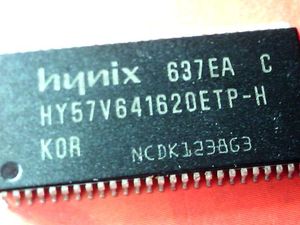 hynix 637EA C
HY57V641620ETP-H
KOR NCDK1238G3